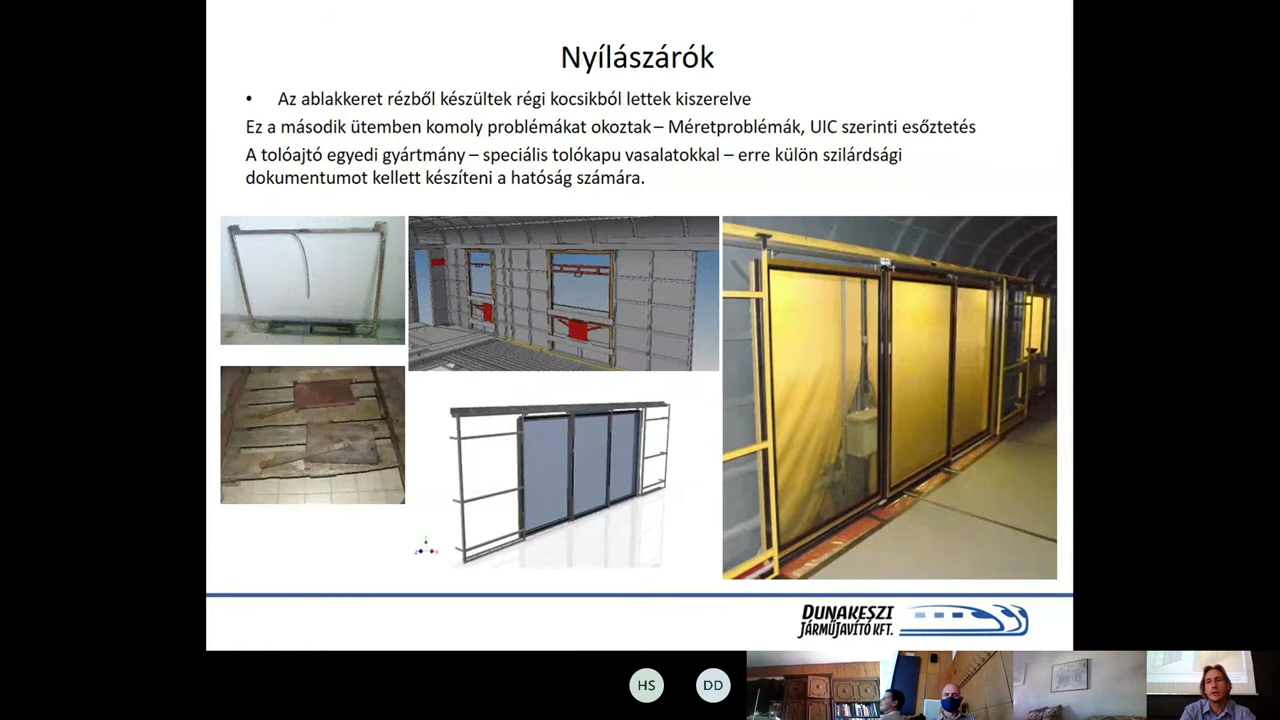 Nyílászárók
• Az ablakkeret rézből készültek régi kocsikból lettek kiszerelve
Ez a második ütemben komoly problémákat okoztak – Méretproblémák, UIC szerinti esőztetés
A tolóajtó egyedi gyártmány – speciális tolókapu vasalatokkal – erre külön szilárdsági
dokumentumot kellett készíteni a hatóság számára.
DUNAKESZI
JÁRMŰJAVÍTÓ KFT.
HS
DD